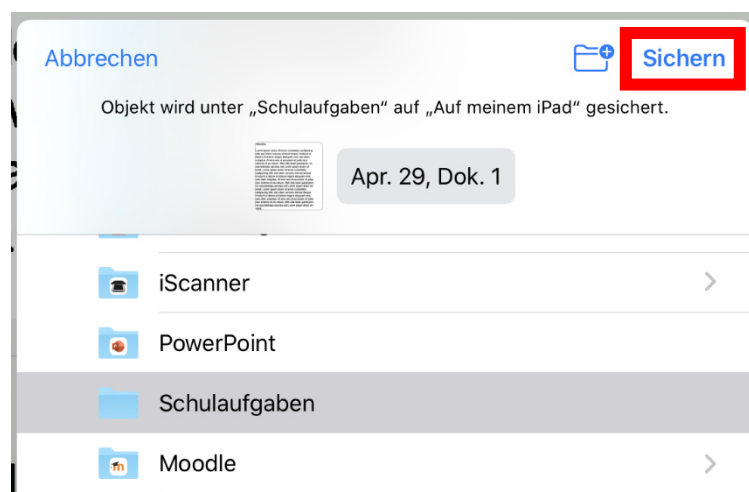 Abbrechen
Sichern
Objekt wird unter „Schulaufgaben“ auf „Auf meinem iPad“ gesichert.
Apr. 29, Dok. 1
iScanner
PowerPoint
Schulaufgaben
Moodle